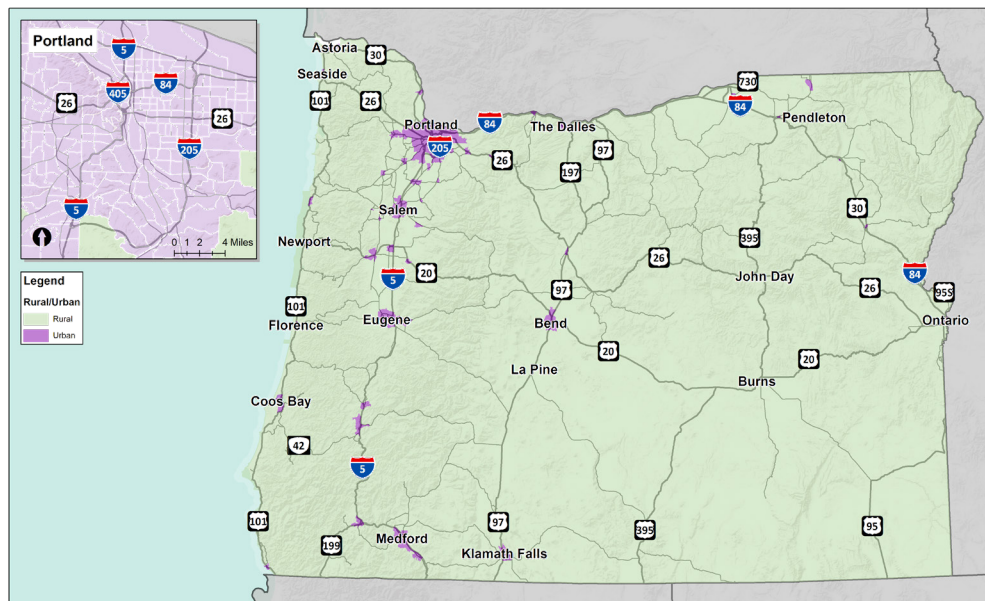 Portland
5
405
84
26
26
205
5
0 1 2 4 Miles
Legend
Rural/Urban
Rural
Urban
Astoria
30
Seaside
101
26
Portland
205
84
The Dalles
26
197
97
730
84
Pendleton
30
Salem
Newport
5
20
101
Florence
Eugene
97
Bend
26
395
John Day
26
84
95S
Ontario
20
20
La Pine
Burns
Coos Bay
42
5
101
199
Medford
97
Klamath Falls
395
95